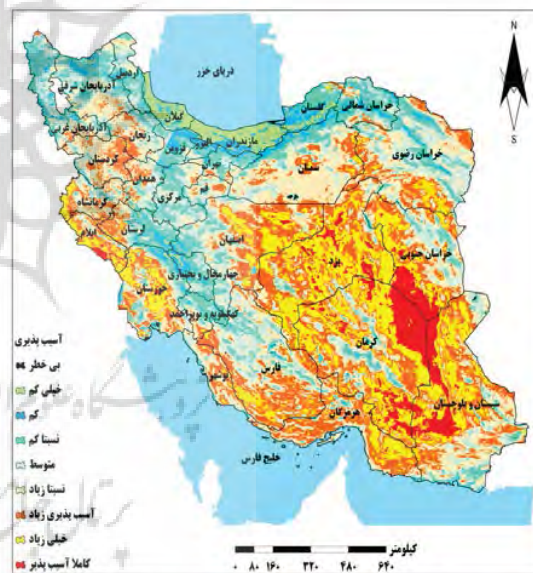 N
S
دریای خزر
اردبیل
آذربایجان شرقی
آذربایجان غربی
گیلان
زنجان
کردستان
همدان
کرمانشاه
ایلام
لرستان
مرکزی
قزوین
البرز
تهران
قم
مازندران
گلستان
خراسان شمالی
خراسان رضوی
سمنان
اصفهان
یزد
خراسان جنوبی
چهارمحال و بختیاری
خوزستان
کهگیلویه و بویراحمد
فارس
بوشهر
کرمان
هرمزگان
سیستان و بلوچستان
خلیج فارس
آسیب پذیری
بی خطر
خیلی کم
کم
نسبتا کم
متوسط
نسبتا زیاد
آسیب پذیری زیاد
خیلی زیاد
کاملا آسیب پذیر
کیلومتر
۰ ۸۰ ۱۶۰ ۳۲۰ ۴۸۰ ۶۴۰